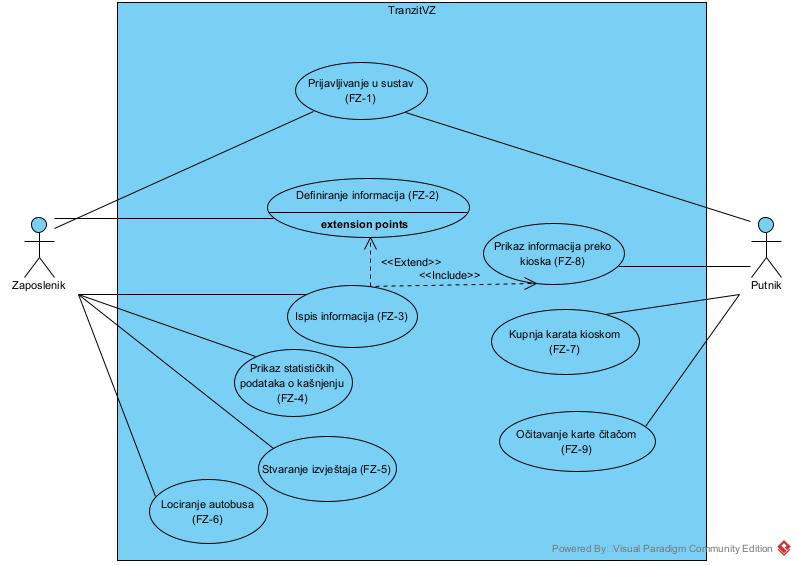 TranzitVZ
Prijavljivanje u sustav
(FZ-1)
Definiranje informacija (FZ-2)
extension points
Prikaz informacija preko
kioska (FZ-8)
<<Extend>>
<<Include>>
Zaposlenik
Putnik
Ispis informacija (FZ-3)
Kupnja karata kioskom
(FZ-7)
Prikaz statističkih
podataka o kašnjenju
(FZ-4)
Očitavanje karte čitačom
(FZ-9)
Stvaranje izvještaja (FZ-5)
Lociranje autobusa
(FZ-6)
Powered By: Visual Paradigm Community Edition